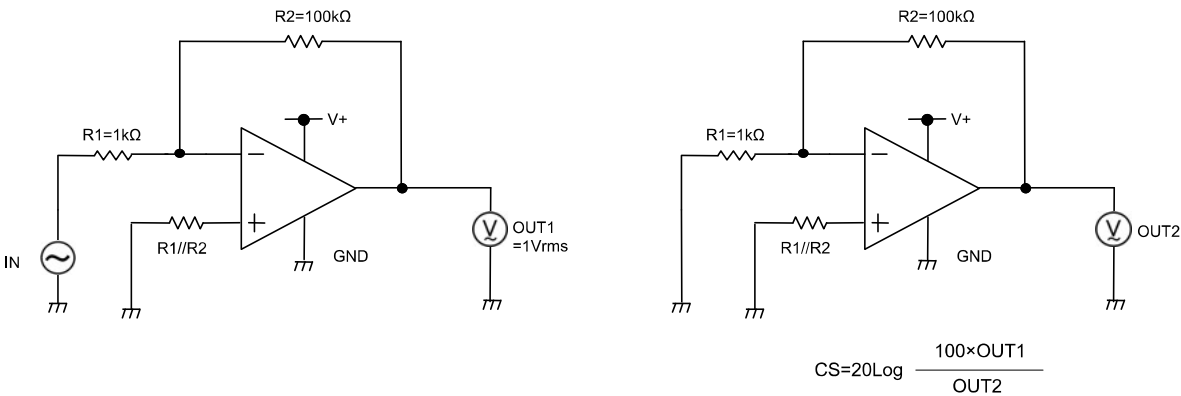 R2=100kΩ
V+
R1=1kΩ
−
+
R1//R2
GND
IN
V
OUT1
=1Vrms
R2=100kΩ
V+
R1=1kΩ
−
+
R1//R2
GND
V
OUT2
CS=20Log 100×OUT1
OUT2